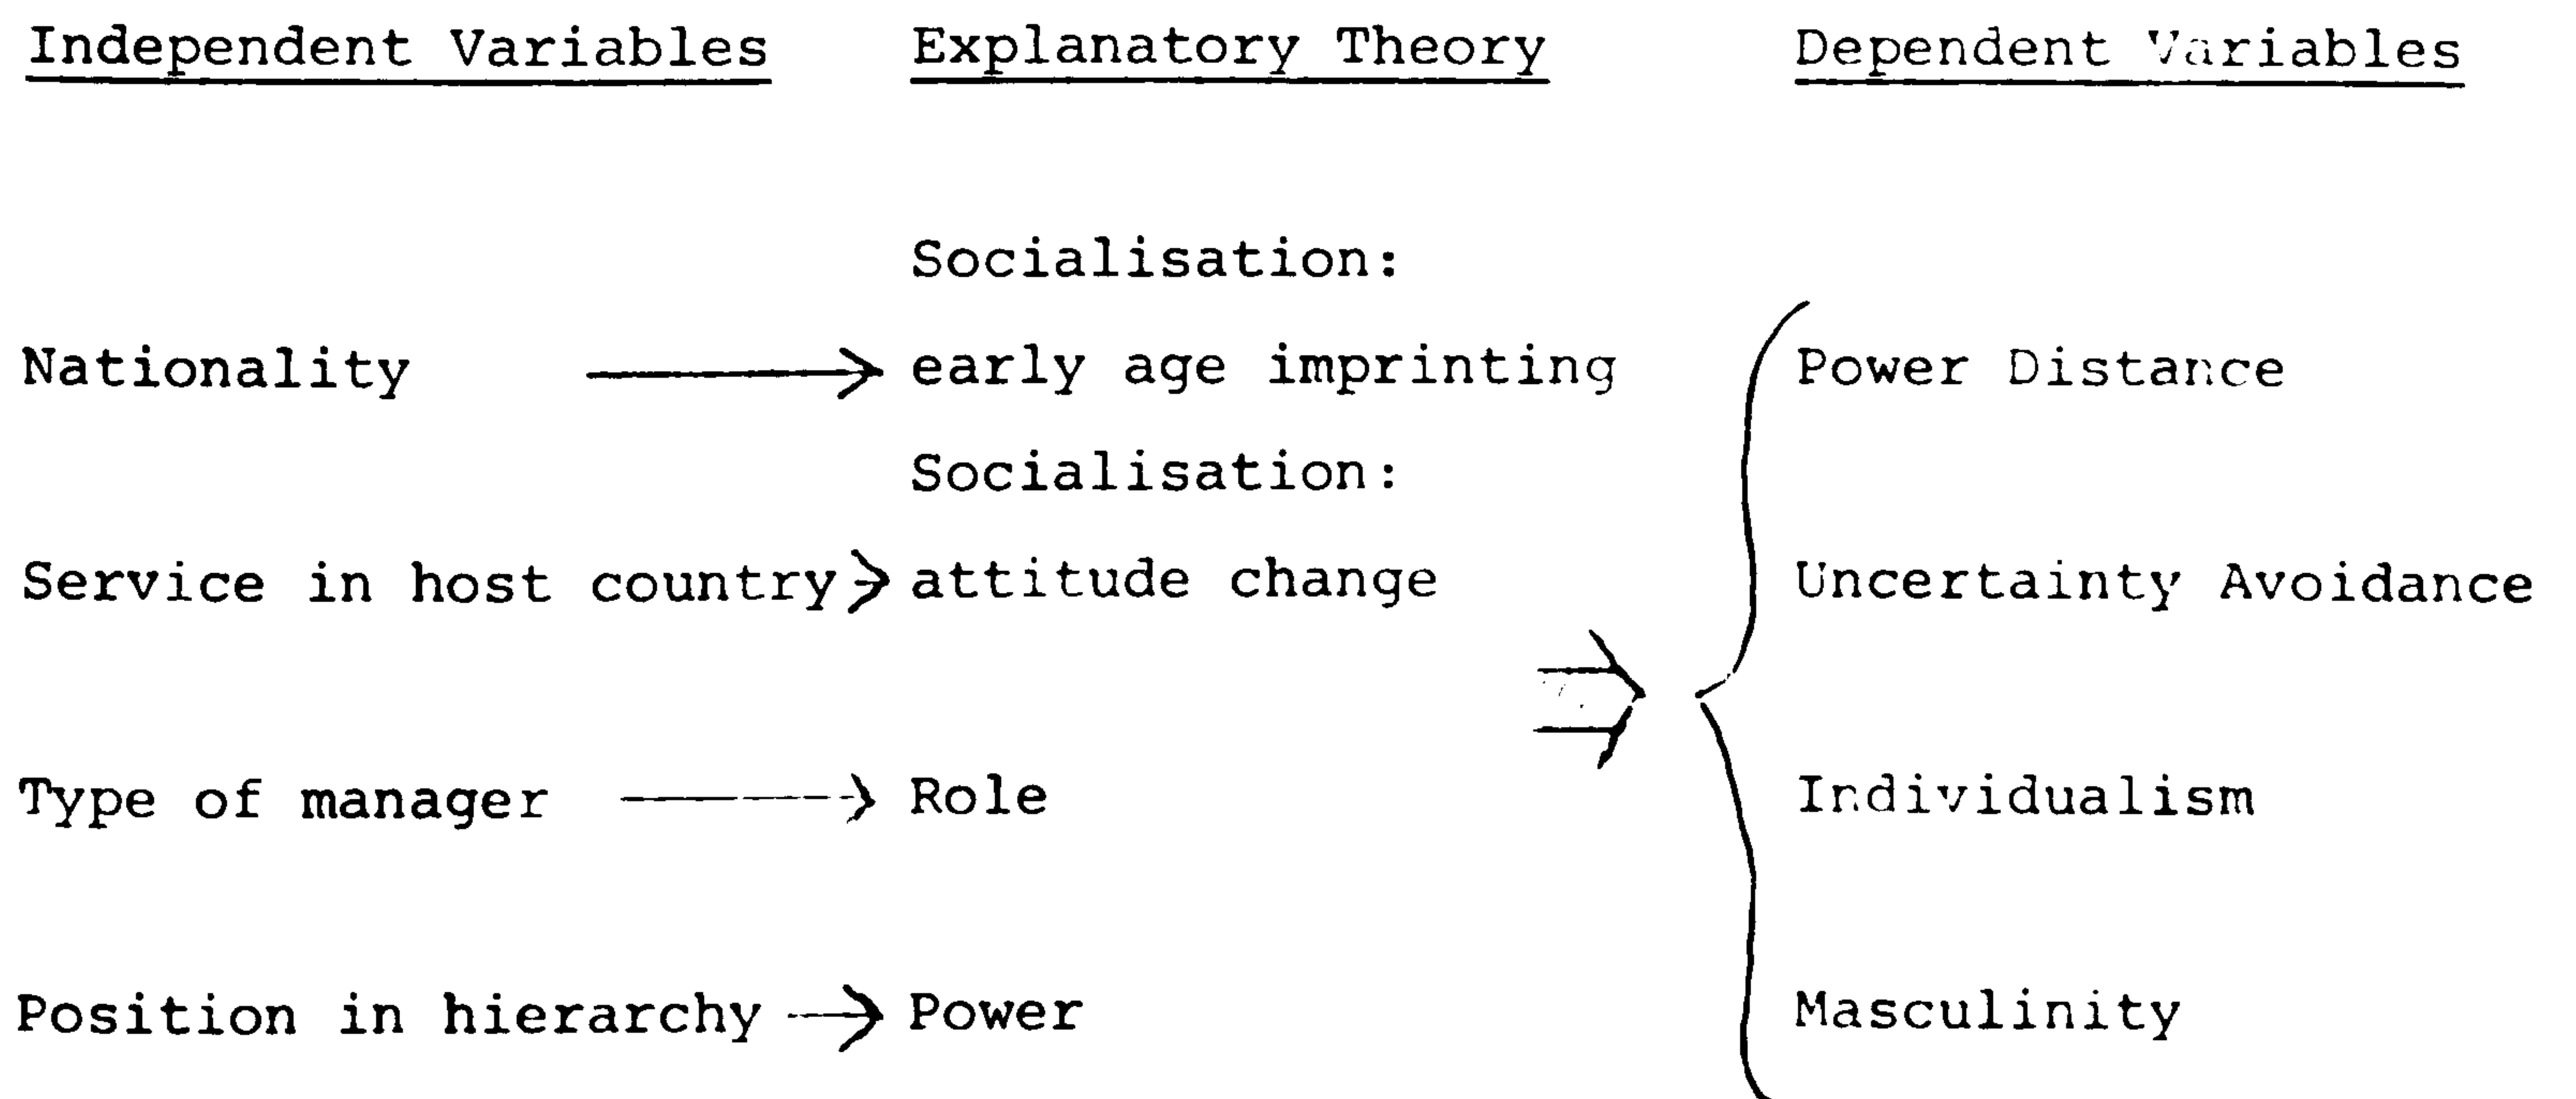 Independent Variables Explanatory Theory Dependent Variables
Socialisation:
Nationality early age imprinting Power Distance
Socialisation:
Service in host country attitude change Uncertainty Avoidance
Type of manager Role Individualism
Position in hierarchy Power Masculinity